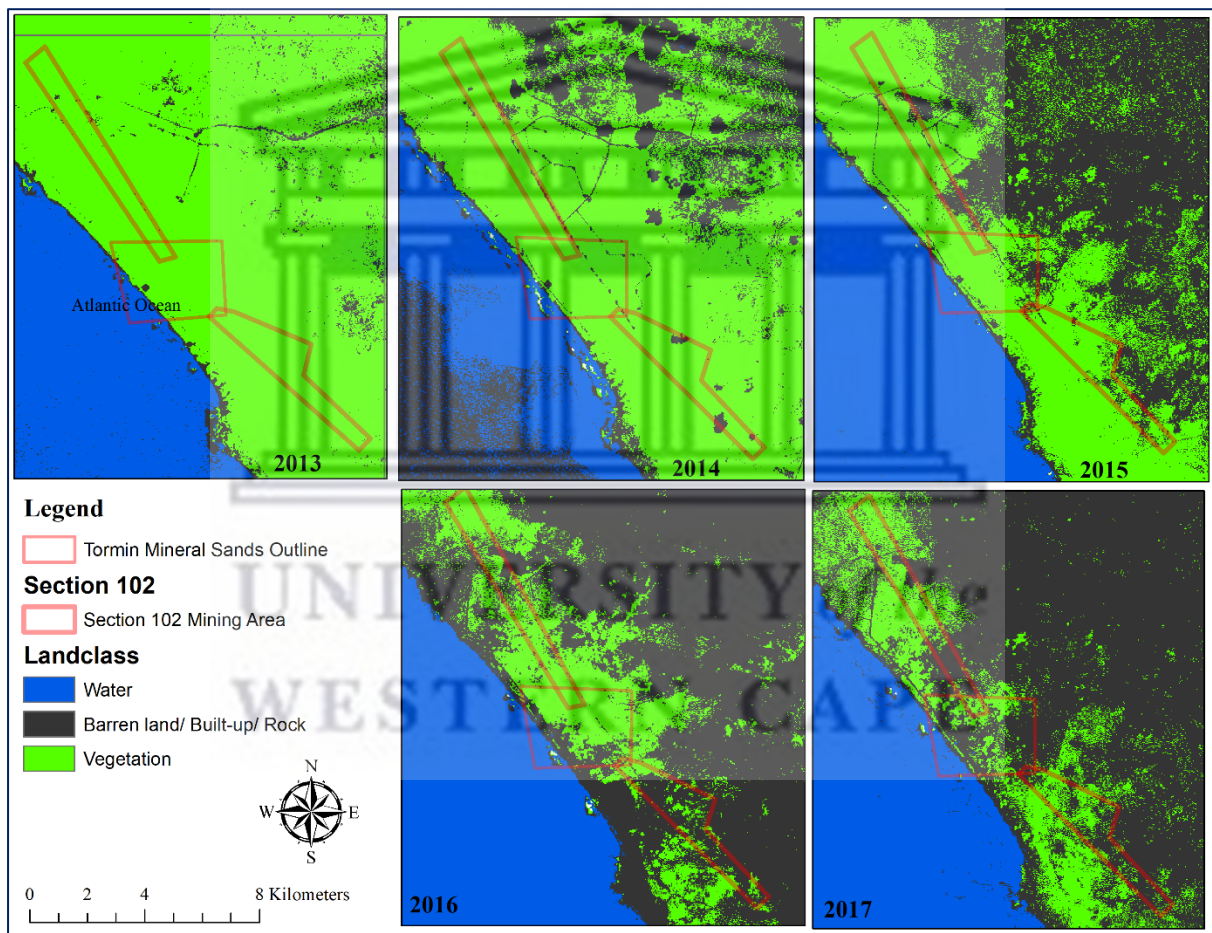 Atlantic Ocean
2013
2014
2015
Legend
Tormin Mineral Sands Outline
Section 102
Section 102 Mining Area
Landclass
Water
Barren land/ Built-up/ Rock
Vegetation
N
W E
S
0 2 4 8 Kilometers
2016
2017
UNIVERSITY of the
WESTERN CAPE